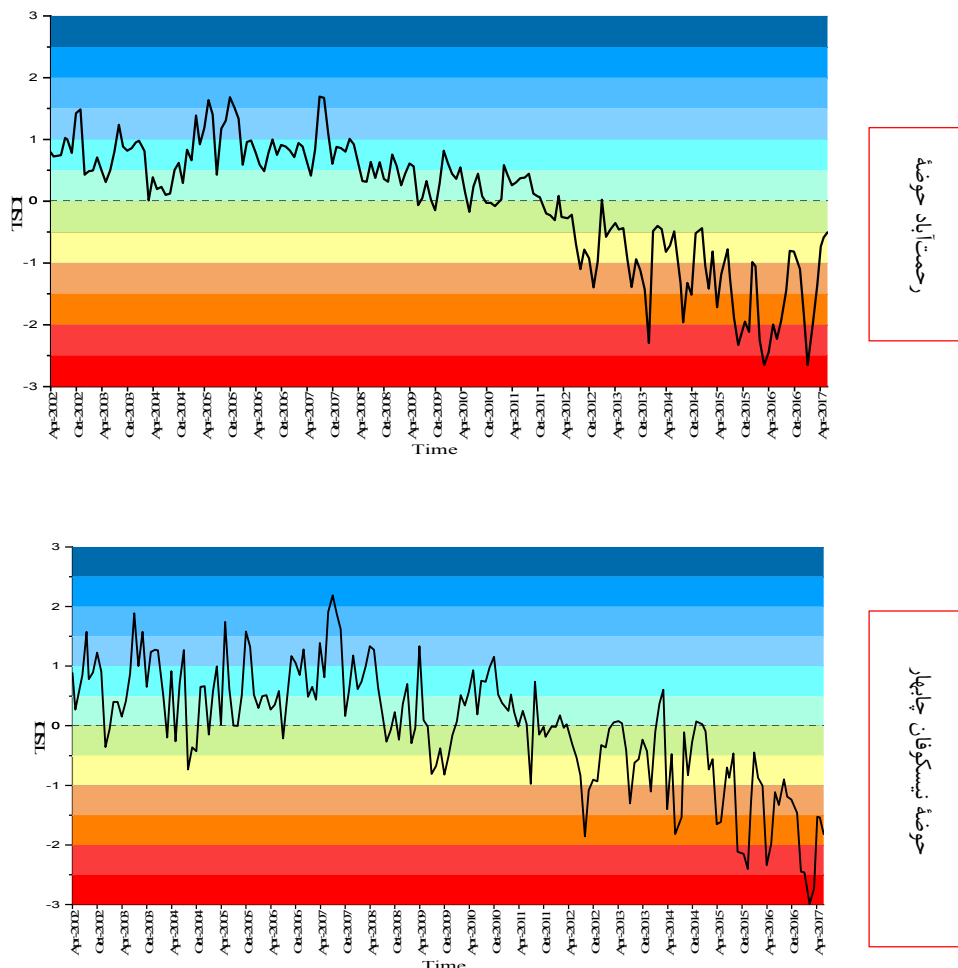 3
2
1
0
-1
-2
-3
TSDI
Apr-2002
Oct-2002
Apr-2003
Oct-2003
Apr-2004
Oct-2004
Apr-2005
Oct-2005
Apr-2006
Oct-2006
Apr-2007
Oct-2007
Apr-2008
Oct-2008
Apr-2009
Oct-2009
Apr-2010
Oct-2010
Apr-2011
Oct-2011
Apr-2012
Oct-2012
Apr-2013
Oct-2013
Apr-2014
Oct-2014
Apr-2015
Oct-2015
Apr-2016
Oct-2016
Apr-2017
Time
حوضۀ
رحمت‌آباد
3
2
1
0
-1
-2
-3
TSDI
Apr-2002
Oct-2002
Apr-2003
Oct-2003
Apr-2004
Oct-2004
Apr-2005
Oct-2005
Apr-2006
Oct-2006
Apr-2007
Oct-2007
Apr-2008
Oct-2008
Apr-2009
Oct-2009
Apr-2010
Oct-2010
Apr-2011
Oct-2011
Apr-2012
Oct-2012
Apr-2013
Oct-2013
Apr-2014
Oct-2014
Apr-2015
Oct-2015
Apr-2016
Oct-2016
Apr-2017
Time
حوضۀ نیسکوفان چابهار